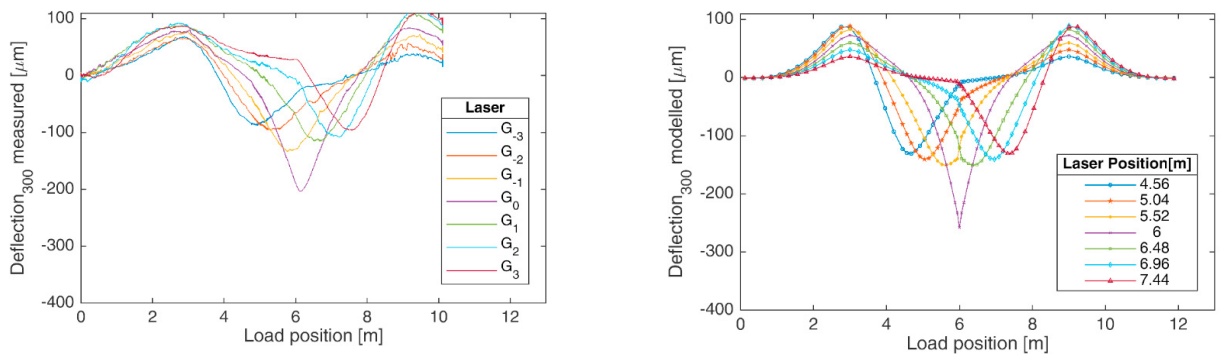 100
0
-100
-200
-300
-400
Deflection300 measured [μm]
0
2
4
6
8
10
12
Load position [m]
Laser
G-3
G-2
G-1
G0
G1
G2
G3
100
0
-100
-200
-300
-400
Deflection300 modelled [μm]
0
2
4
6
8
10
12
Load position [m]
Laser Position[m]
4.56
5.04
5.52
6
6.48
6.96
7.44